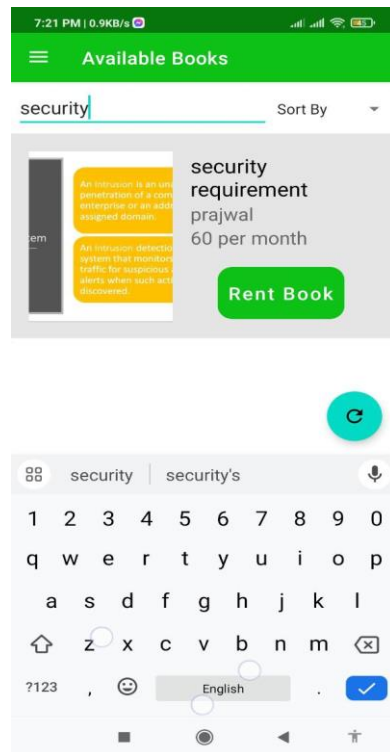 7:21 PM | 0.9KB/s
Available Books
security
Sort By
tem
An Intrusion is an una
penetration of a com
enterprise or an addr
assigned domain.
An Intrusion detectio
system that monitors
traffic for suspicious
alerts when such acti
discovered.
security
requirement
prajwal
60 per month
Rent Book
security
security's
1 2 3 4 5 6 7 8 9 0
q w e r t y u i o p
a s d f g h j k l
z x c v b n m
?123 , English .